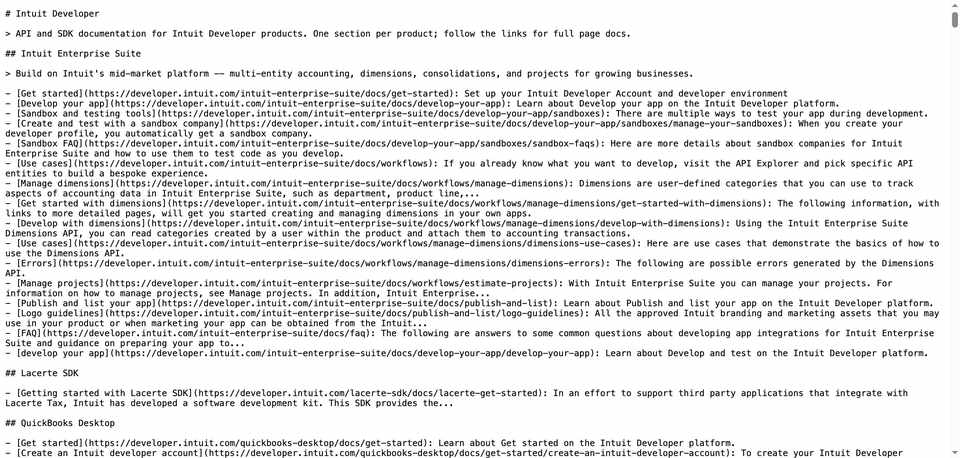 # Intuit Developer
> API and SDK documentation for Intuit Developer products. One section per product; follow the links for full page docs.
## Intuit Enterprise Suite
> Build on Intuit's mid-market platform -- multi-entity accounting, dimensions, consolidations, and projects for growing businesses.
- [Get started](https://developer.intuit.com/intuit-enterprise-suite/docs/get-started): Set up your Intuit Developer Account and developer environment
- [Develop your app](https://developer.intuit.com/intuit-enterprise-suite/docs/develop-your-app): Learn about Develop your app on the Intuit Developer platform.
- [Sandbox and testing tools](https://developer.intuit.com/intuit-enterprise-suite/docs/develop-your-app/sandboxes): There are multiple ways to test your app during development.
- [Create and test with a sandbox company](https://developer.intuit.com/intuit-enterprise-suite/docs/develop-your-app/sandboxes/manage-your-sandboxes): When you create your
developer profile, you automatically get a sandbox company.
- [Sandbox FAQ](https://developer.intuit.com/intuit-enterprise-suite/docs/develop-your-app/sandboxes/sandbox-faqs): Here are more details about sandbox companies for Intuit
Enterprise Suite and how to use them to test code as you develop.
- [Use cases](https://developer.intuit.com/intuit-enterprise-suite/docs/workflows): If you already know what you want to develop, visit the API Explorer and pick specific API
entities to build a bespoke experience.
- [Manage dimensions](https://developer.intuit.com/intuit-enterprise-suite/docs/workflows/manage-dimensions): Dimensions are user-defined categories that you can use to track
aspects of accounting data in Intuit Enterprise Suite, such as department, product line,...
- [Get started with dimensions](https://developer.intuit.com/intuit-enterprise-suite/docs/workflows/manage-dimensions/get-started-with-dimensions): The following information, with
links to more detailed pages, will get you started creating and managing dimensions in your own apps.
- [Develop with dimensions](https://developer.intuit.com/intuit-enterprise-suite/docs/workflows/manage-dimensions/develop-with-dimensions): Using the Intuit Enterprise Suite
Dimensions API, you can read categories created by a user within the product and attach them to accounting transactions.
- [Use cases](https://developer.intuit.com/intuit-enterprise-suite/docs/workflows/manage-dimensions/dimensions-use-cases): Here are use cases that demonstrate the basics of how to
use the Dimensions API.
- [Errors](https://developer.intuit.com/intuit-enterprise-suite/docs/workflows/manage-dimensions/dimensions-errors): The following are possible errors generated by the Dimensions
API.
- [Manage projects](https://developer.intuit.com/intuit-enterprise-suite/docs/workflows/estimate-projects): With Intuit Enterprise Suite you can manage your projects. For
information on how to manage projects, see Manage projects. In addition, Intuit Enterprise...
- [Publish and list your app](https://developer.intuit.com/intuit-enterprise-suite/docs/publish-and-list): Learn about Publish and list your app on the Intuit Developer platform.
- [Logo guidelines](https://developer.intuit.com/intuit-enterprise-suite/docs/publish-and-list/logo-guidelines): All the approved Intuit branding and marketing assets that you may
use in your product or when marketing your app can be obtained from the Intuit...
- [FAQ](https://developer.intuit.com/intuit-enterprise-suite/docs/faq): The following are answers to some common questions about developing app integrations for Intuit Enterprise
Suite and guidance on preparing your app to...
- [develop your app](https://developer.intuit.com/intuit-enterprise-suite/docs/develop-your-app/develop-your-app): Learn about Develop and test on the Intuit Developer platform.
## Lacerte SDK
- [Getting started with Lacerte SDK](https://developer.intuit.com/lacerte-sdk/docs/lacerte-get-started): In an effort to support third party applications that integrate with
Lacerte Tax, Intuit has developed a software development kit. This SDK provides the...
## QuickBooks Desktop
- [Get started](https://developer.intuit.com/quickbooks-desktop/docs/get-started): Learn about Get started on the Intuit Developer platform.
- [Create an Intuit developer account](https://developer.intuit.com/quickbooks-desktop/docs/get-started/create-an-intuit-developer-account): To create your Intuit Developer